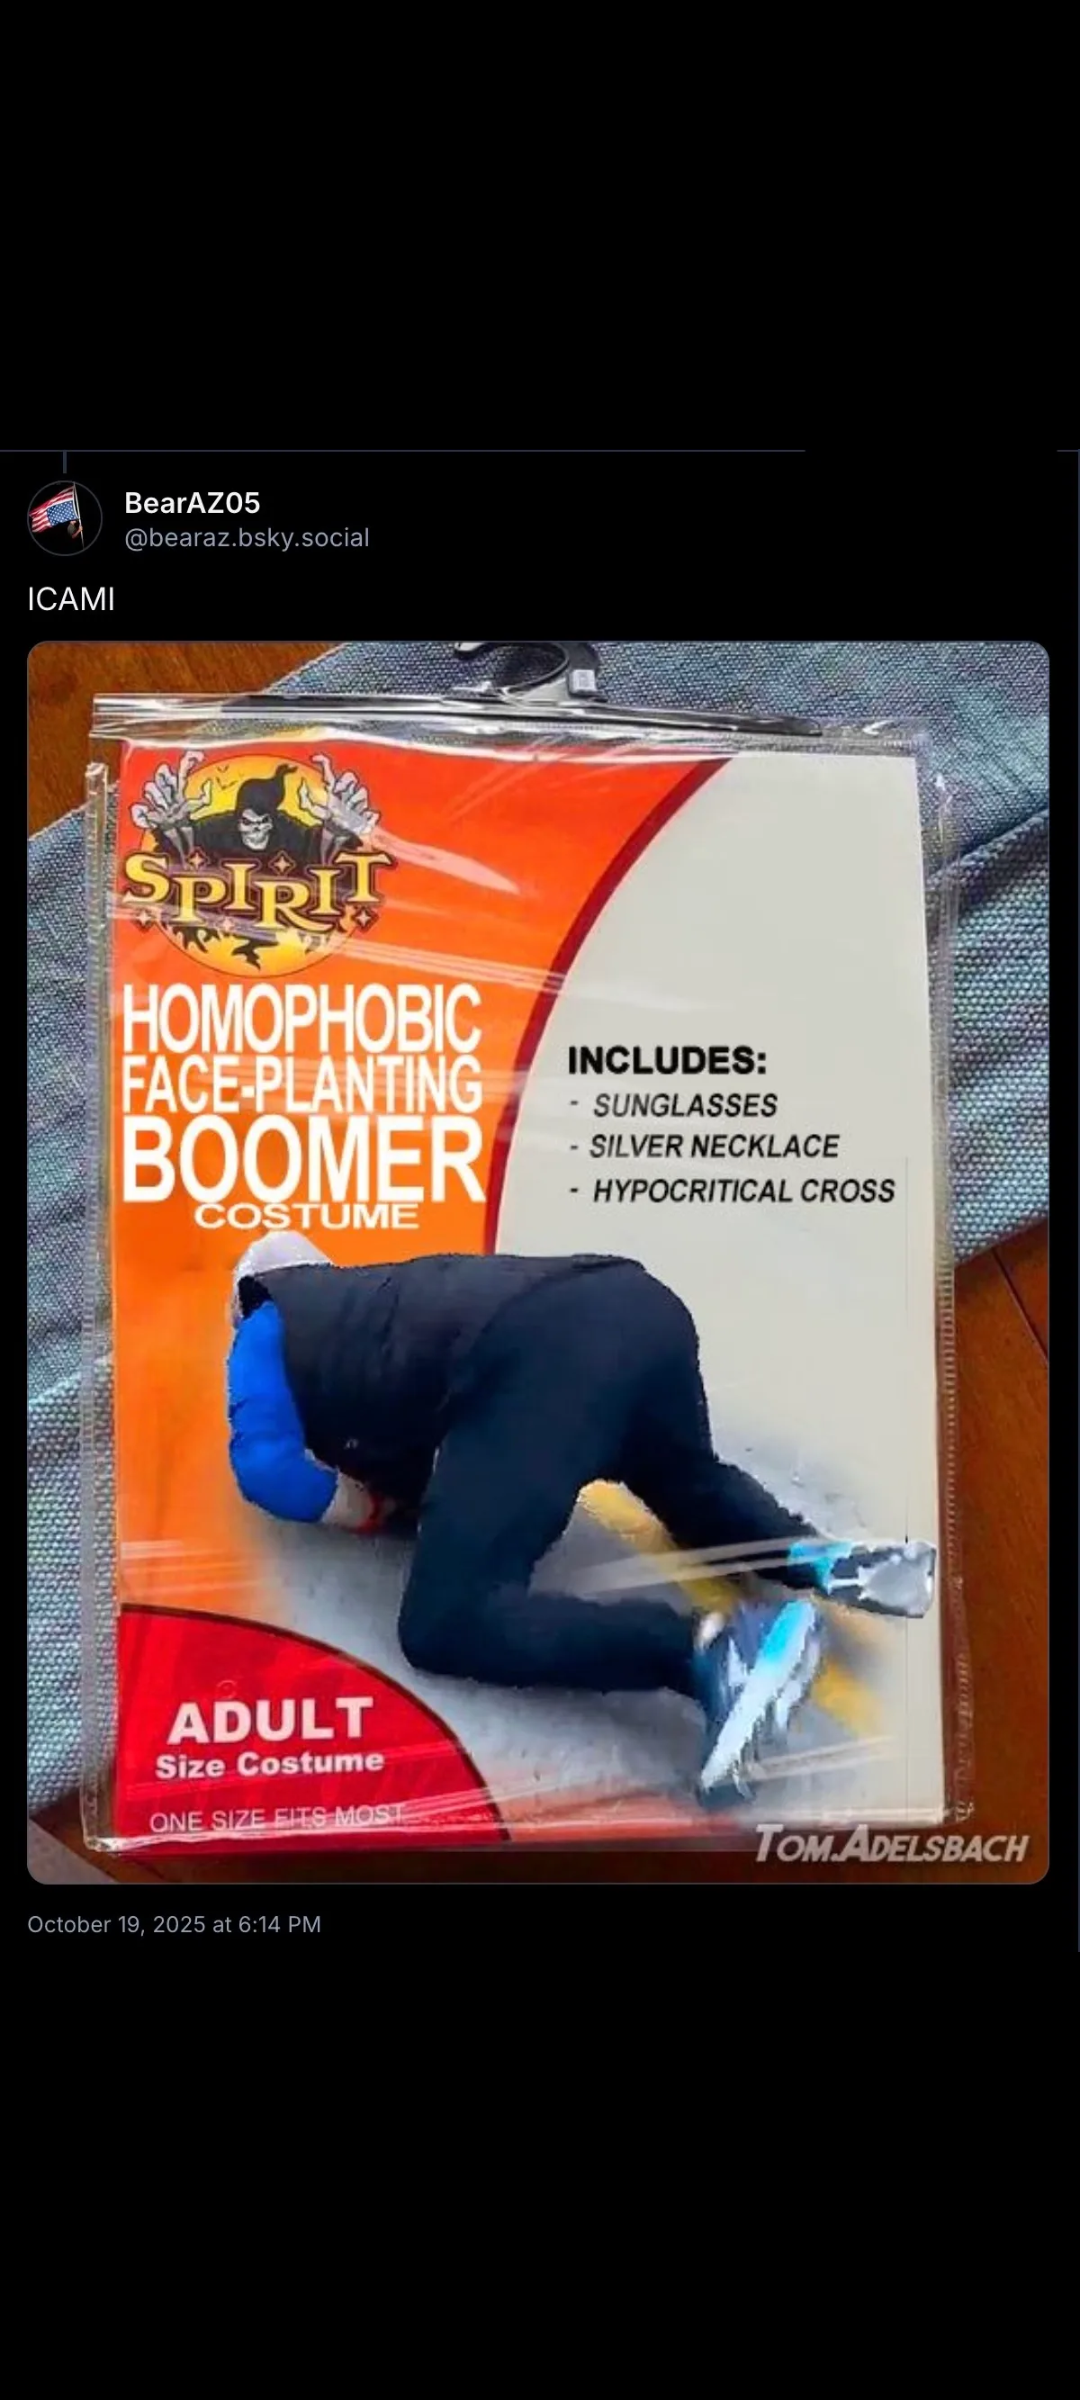 BearAZ05
@bearaz.bsky.social
ICAMI
SPIRIT
HOMOPHOBIC
FACE-PLANTING
BOOMER
COSTUME
INCLUDES:
- SUNGLASSES
- SILVER NECKLACE
- HYPOCRITICAL CROSS
ADULT
Size Costume
ONE SIZE FITS MOST
TOM.ADELSBACH
October 19, 2025 at 6:14 PM